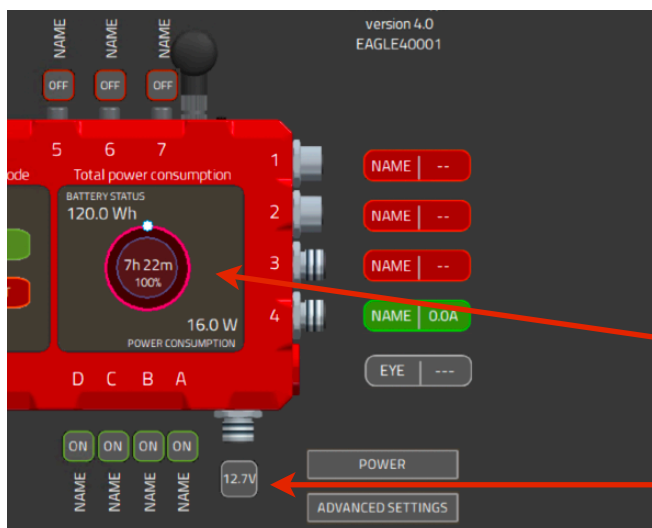 version 4.0
EAGLE40001
NAME NAME NAME
OFF OFF OFF
5 6 7
ode
Total power consumption
BATTERY STATUS
120.0 Wh
7h 22m
100%
16.0 W
POWER CONSUMPTION
1
NAME --
2
NAME --
3
NAME --
4
NAME 0.0A
EYE ---
D C B A
ON ON ON ON
NAME NAME NAME NAME
12.7V
POWER
ADVANCED SETTINGS